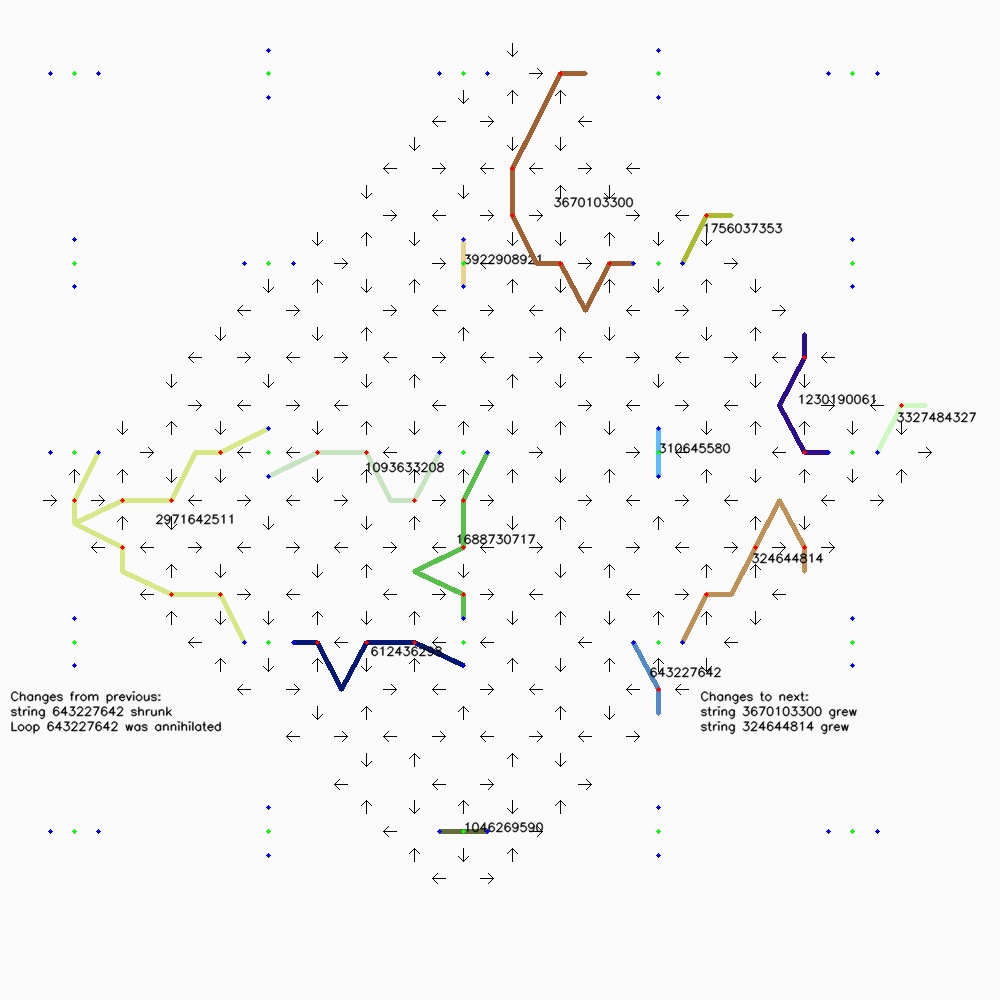 3670103300
1756037353
3922908921
1230190061
3327484327
310645580
1093633208
2971642511
1688730717
324644814
612436298
643227642
Changes from previous:
string 643227642 shrunk
Loop 643227642 was annihilated
Changes to next:
string 3670103300 grew
string 324644814 grew
1046269590